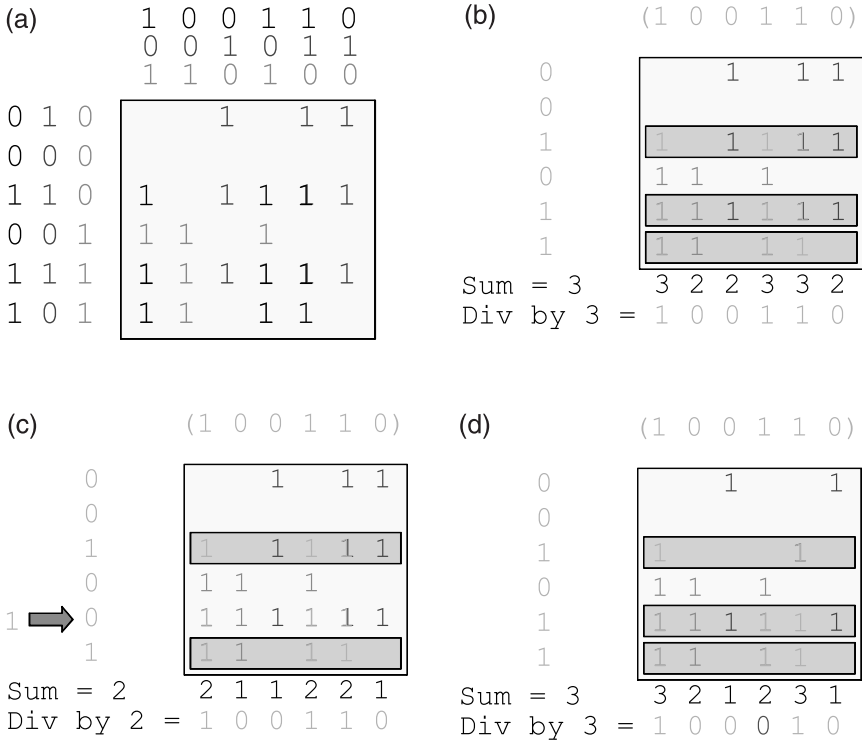 (a)
1 0 0 1 1 0
0 0 1 0 1 1
1 1 0 1 0 0
0 1 0 1 1 1
0 0 0
1 1 0 1 1 1 1 1
0 0 1 1 1 1
1 1 1 1 1 1 1 1 1
1 0 1 1 1 1 1
(b)
(1 0 0 1 1 0)
0 1 1 1
0
1 1 1 1 1 1
0 1 1 1
1 1 1 1 1 1 1
1 1 1 1 1
Sum = 3 3 2 2 3 3 2
Div by 3 = 1 0 0 1 1 0
(c)
(1 0 0 1 1 0)
0 1 1 1
0
1 1 1 1 1 1
0 1 1 1
1 0 1 1 1 1 1 1
1 1 1 1 1
Sum = 2 2 1 1 2 2 1
Div by 2 = 1 0 0 1 1 0
(d)
(1 0 0 1 1 0)
0 1 1
0
1 1 1
0 1 1 1
1 1 1 1 1 1 1
1 1 1 1 1
Sum = 3 3 2 1 2 3 1
Div by 3 = 1 0 0 0 1 0